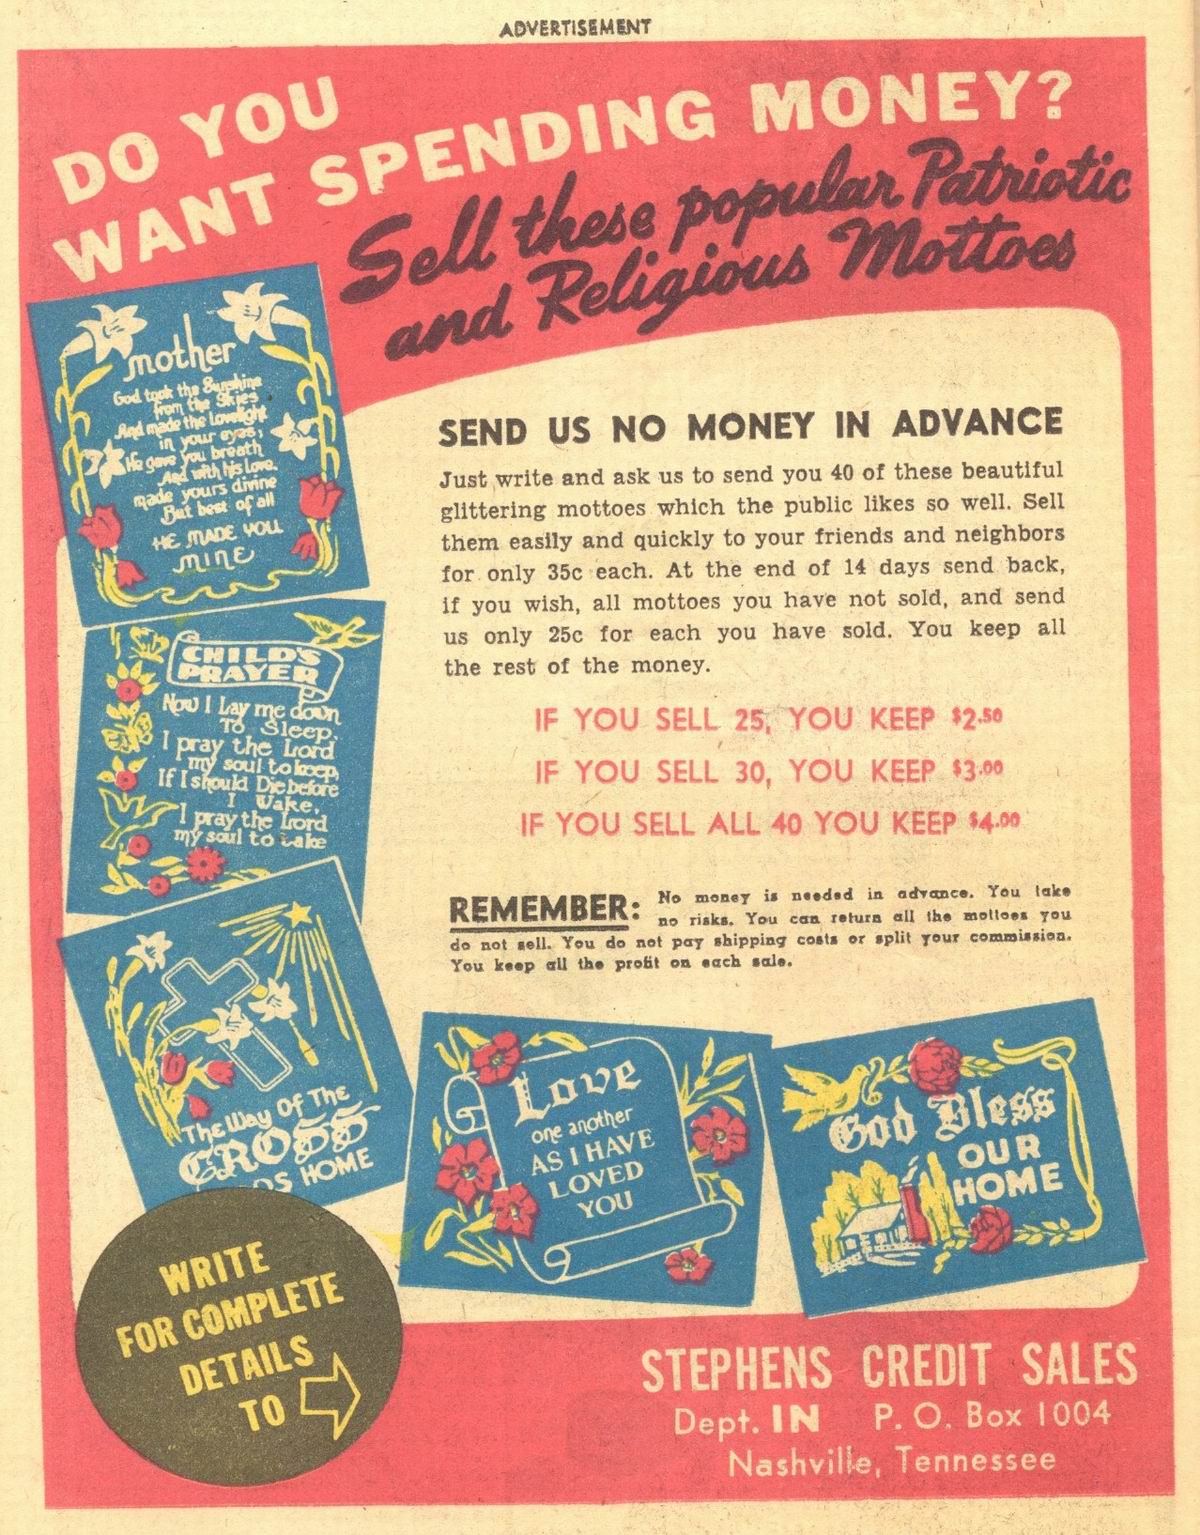 ADVERTISEMENT
DO YOU
WANT SPENDING MONEY?
Sell these popular Patriotic
and Religious Mottoes
mother
God took the Sunshine
from the Skies
And made the Lovelight
in your eyes;
He gave you breath
And with his Love,
made yours divine
But best of all
HE MADE YOU
MINE
CHILD'S
PRAYER
Now I Lay me down
To Sleep.
I pray the Lord
my soul to keep,
If I should Die before
I Wake,
I pray the Lord
my soul to take
The Way Of The
CROSS
DS HOME
SEND US NO MONEY IN ADVANCE
Just write and ask us to send you 40 of these beautiful
glittering mottoes which the public likes so well. Sell
them easily and quickly to your friends and neighbors
for only 35c each. At the end of 14 days send back,
if you wish, all mottoes you have not sold, and send
us only 25c for each you have sold. You keep all
the rest of the money.
IF YOU SELL 25, YOU KEEP $2.50
IF YOU SELL 30, YOU KEEP $3.00
IF YOU SELL ALL 40 YOU KEEP $4.00
REMEMBER: No money is needed in advance. You take
no risks. You can return all the mottoes you
do not sell. You do not pay shipping costs or split your commission.
You keep all the profit on each sale.
Love
one another
AS I HAVE
LOVED
YOU
God Bless
OUR
HOME
WRITE
FOR COMPLETE
DETAILS
TO
STEPHENS CREDIT SALES
Dept. IN P. O. Box 1004
Nashville, Tennessee